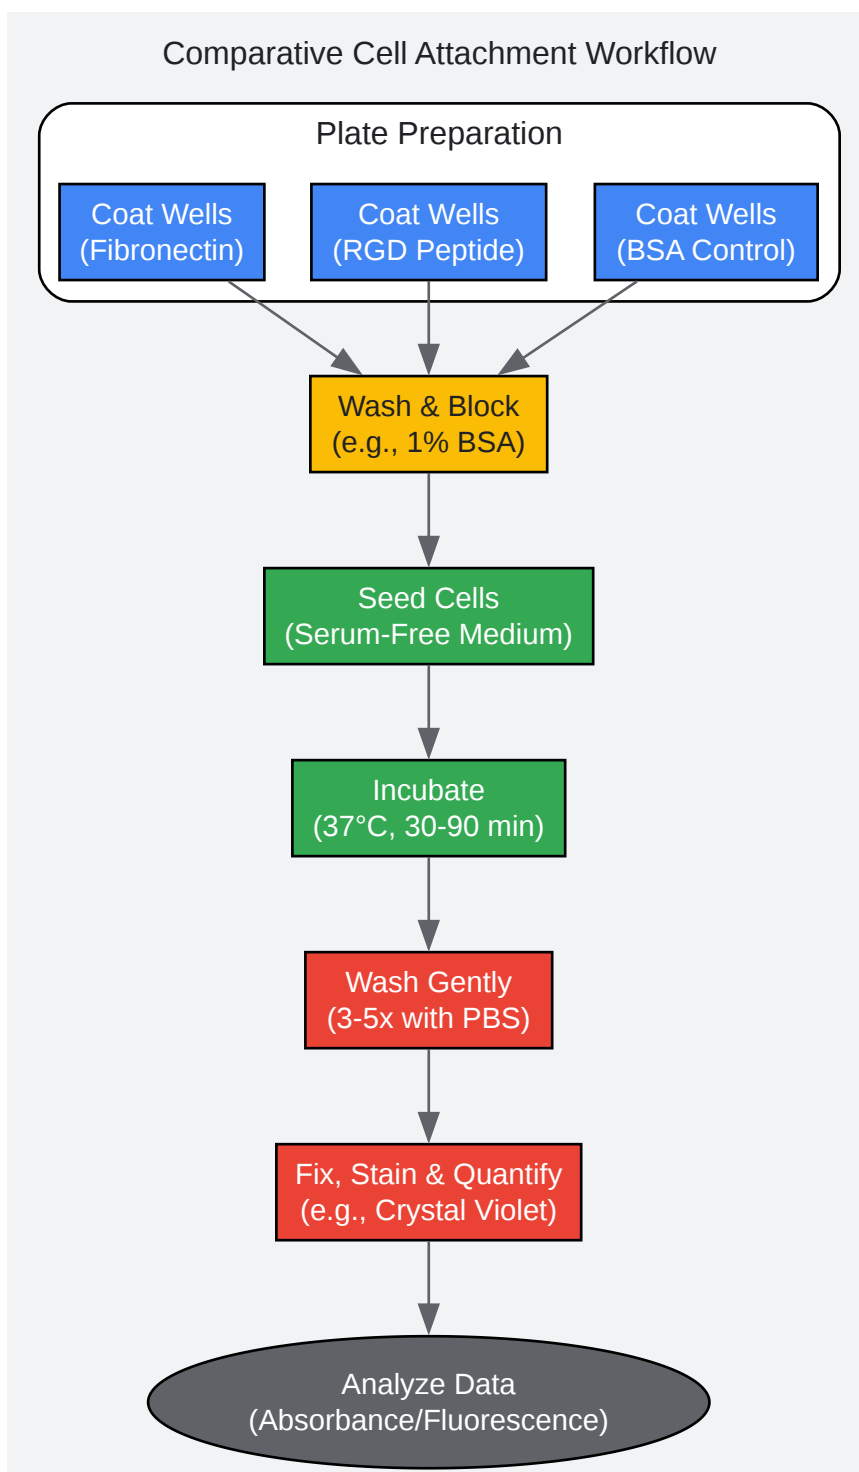 Comparative Cell Attachment Workflow
Plate Preparation
Coat Wells
(Fibronectin)
Coat Wells
(RGD Peptide)
Coat Wells
(BSA Control)
Wash & Block
(e.g., 1% BSA)
Seed Cells
(Serum-Free Medium)
Incubate
(37°C, 30-90 min)
Wash Gently
(3-5x with PBS)
Fix, Stain & Quantify
(e.g., Crystal Violet)
Analyze Data
(Absorbance/Fluorescence)